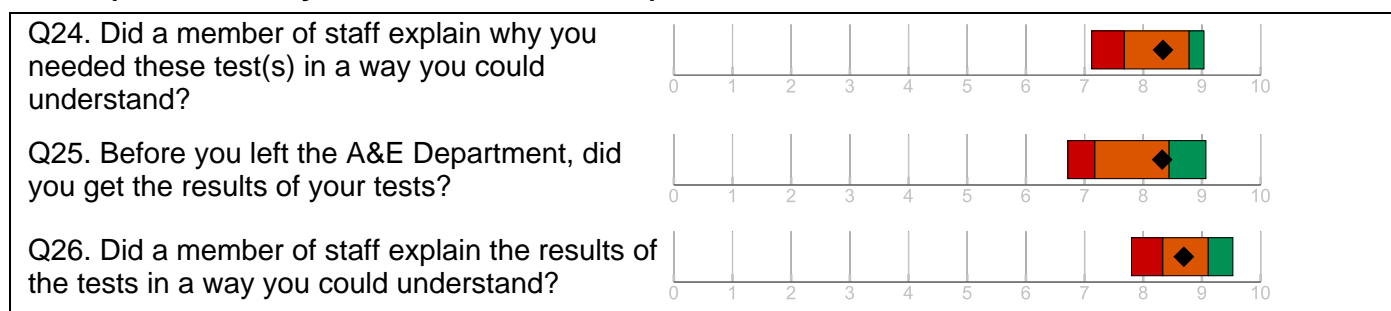 Q24. Did a member of staff explain why you
needed these test(s) in a way you could
understand?
0 1 2 3 4 5 6 7 8 9 10
Q25. Before you left the A&E Department, did
you get the results of your tests?
0 1 2 3 4 5 6 7 8 9 10
Q26. Did a member of staff explain the results of
the tests in a way you could understand?
0 1 2 3 4 5 6 7 8 9 10